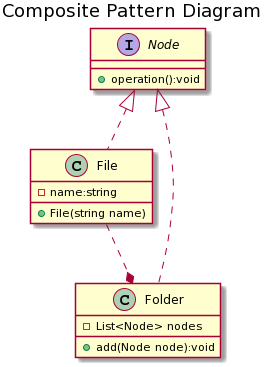 Composite Pattern Diagram
I Node
operation():void
C File
name:string
File(string name)
C Folder
List<Node> nodes
add(Node node):void